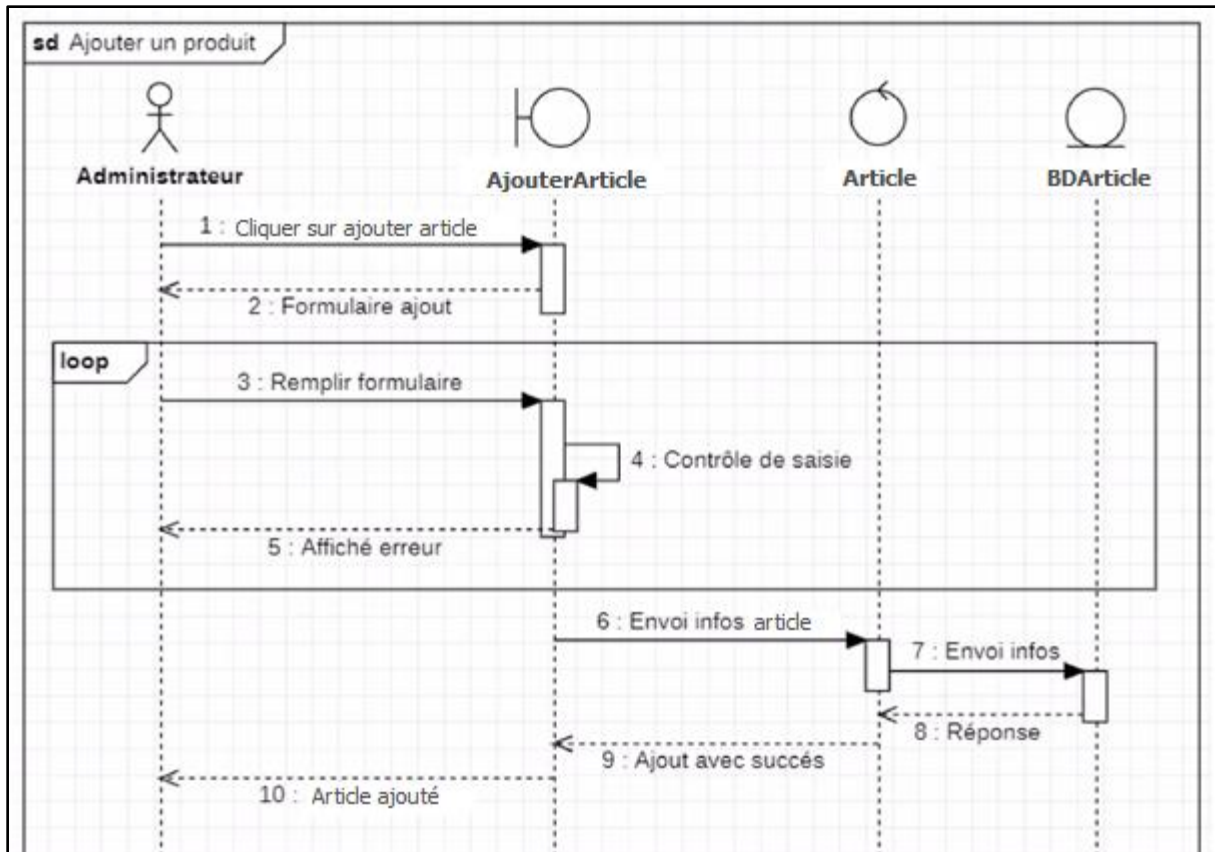 sd Ajouter un produit
Administrateur
AjouterArticle
Article
BDArticle
1 : Cliquer sur ajouter article
2 : Formulaire ajout
loop
3 : Remplir formulaire
4 : Contrôle de saisie
5 : Affiché erreur
6 : Envoi infos article
7 : Envoi infos
8 : Réponse
9 : Ajout avec succés
10 : Article ajouté